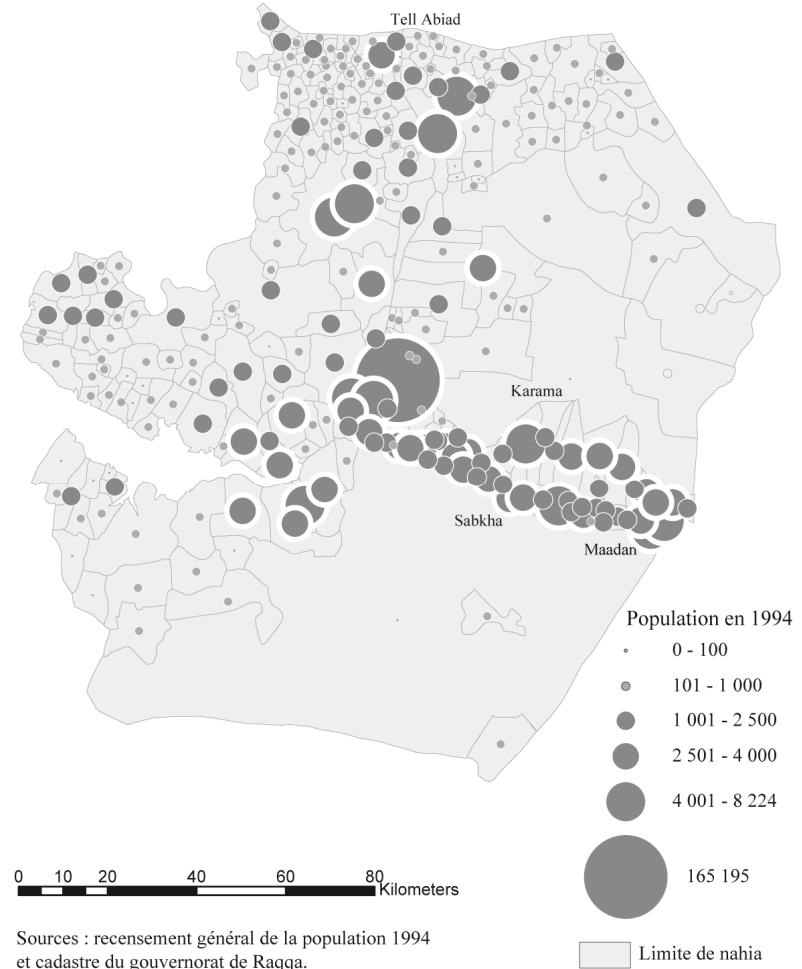 Tell Abiad
Karama
Sabkha
Maadan
Population en 1994
0 - 100
101 - 1 000
1 001 - 2 500
2 501 - 4 000
4 001 - 8 224
165 195
0 10 20 40 60 80
Kilometers
Sources : recensement général de la population 1994
et cadastre du gouvernorat de Raqqa.
Limite de nahia